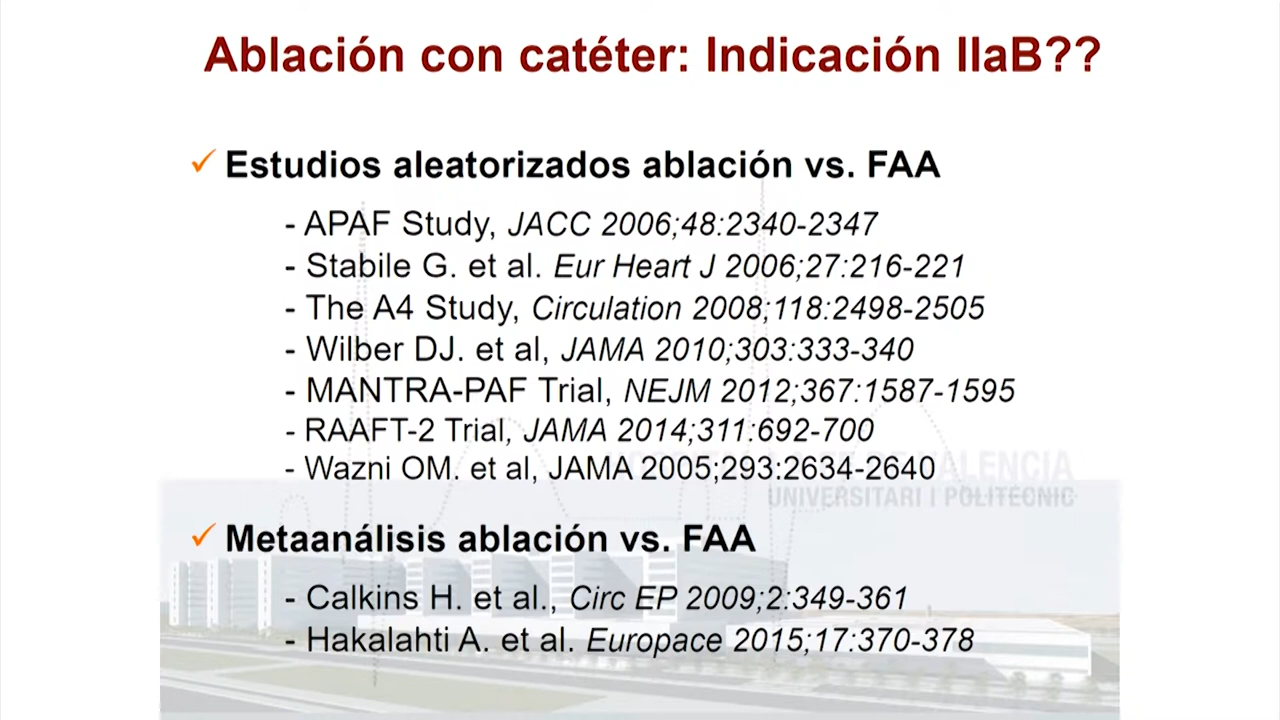 Ablación con catéter: Indicación IIaB??
✓ Estudios aleatorizados ablación vs. FAA
- APAF Study, JACC 2006;48:2340-2347
- Stabile G. et al. Eur Heart J 2006;27:216-221
- The A4 Study, Circulation 2008;118:2498-2505
- Wilber DJ. et al, JAMA 2010;303:333-340
- MANTRA-PAF Trial, NEJM 2012;367:1587-1595
- RAAFT-2 Trial, JAMA 2014;311:692-700
- Wazni OM. et al, JAMA 2005;293:2634-2640
VALENCIA
UNIVERSITARI I POLITÈCNIC
✓ Metaanálisis ablación vs. FAA
- Calkins H. et al., Circ EP 2009;2:349-361
- Hakalahti A. et al. Europace 2015;17:370-378